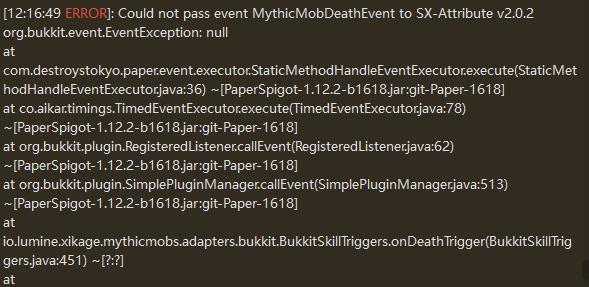 [12:16:49 ERROR]: Could not pass event MythicMobDeathEvent to SX-Attribute v2.0.2
org.bukkit.event.EventException: null
at
com.destroystokyo.paper.event.executor.StaticMethodHandleEventExecutor.execute(StaticMet
hodHandleEventExecutor.java:36) ~[PaperSpigot-1.12.2-b1618.jar:git-Paper-1618]
at co.aikar.timings.TimedEventExecutor.execute(TimedEventExecutor.java:78)
~[PaperSpigot-1.12.2-b1618.jar:git-Paper-1618]
at org.bukkit.plugin.RegisteredListener.callEvent(RegisteredListener.java:62)
~[PaperSpigot-1.12.2-b1618.jar:git-Paper-1618]
at org.bukkit.plugin.SimplePluginManager.callEvent(SimplePluginManager.java:513)
~[PaperSpigot-1.12.2-b1618.jar:git-Paper-1618]
at
io.lumine.xikage.mythicmobs.adapters.bukkit.BukkitSkillTriggers.onDeathTrigger(BukkitSkillTrig
gers.java:451) ~[?:?]
at